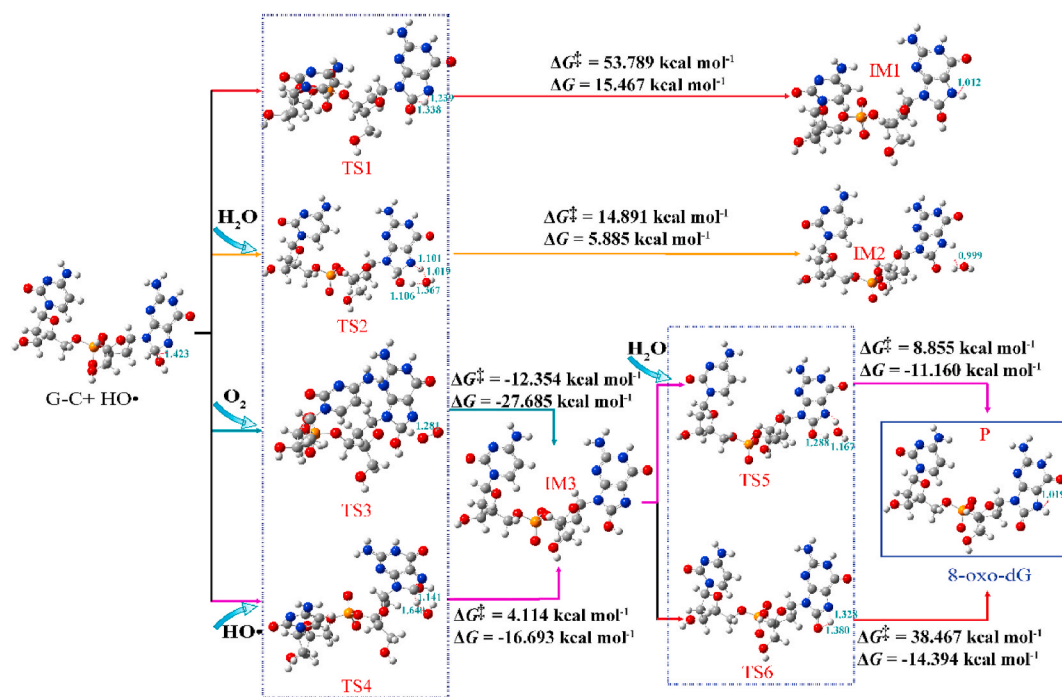 ΔG‡ = 53.789 kcal mol-1
ΔG = 15.467 kcal mol-1
IM1
1.012
1.239
1.338
TS1
H2O
ΔG‡ = 14.891 kcal mol-1
ΔG = 5.885 kcal mol-1
IM2
0.999
1.101
1.019
1.106
1.367
TS2
1.423
G-C+ HO•
O2
1.281
TS3
ΔG‡ = -12.354 kcal mol-1
ΔG = -27.685 kcal mol-1
IM3
H2O
1.288
1.167
TS5
ΔG‡ = 8.855 kcal mol-1
ΔG = -11.160 kcal mol-1
P
1.019
8-oxo-dG
HO•
1.141
TS4
ΔG‡ = 4.114 kcal mol-1
ΔG = -16.693 kcal mol-1
1.328
1.380
TS6
ΔG‡ = 38.467 kcal mol-1
ΔG = -14.394 kcal mol-1